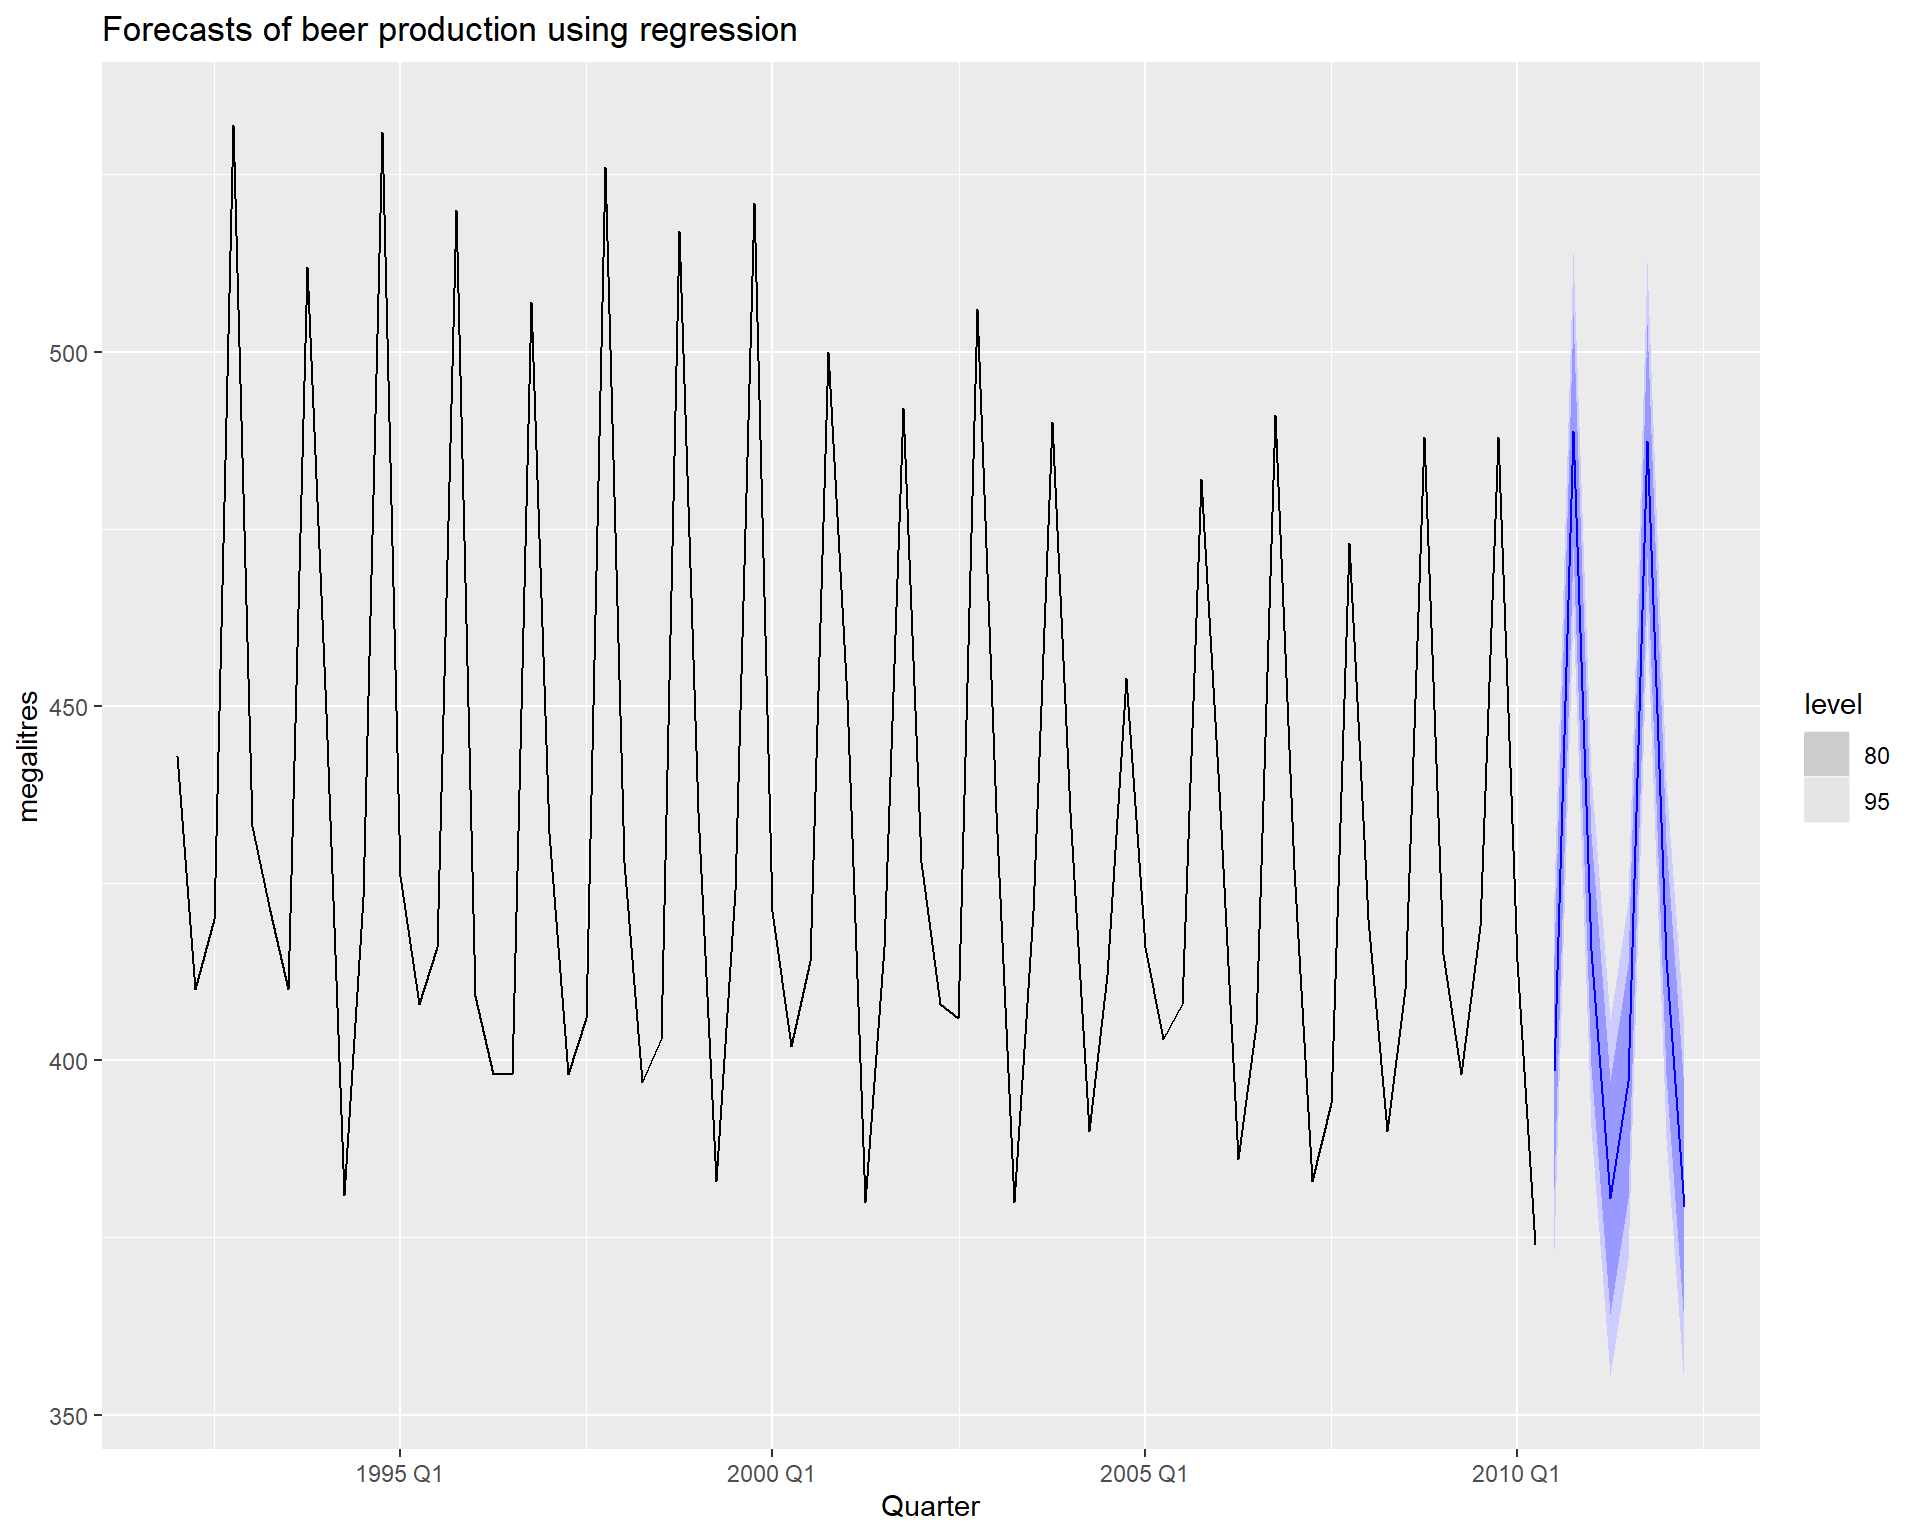 Forecasts of beer production using regression
500
450
400
350
megalitres
1995 Q1
2000 Q1
2005 Q1
2010 Q1
Quarter
level
80
95